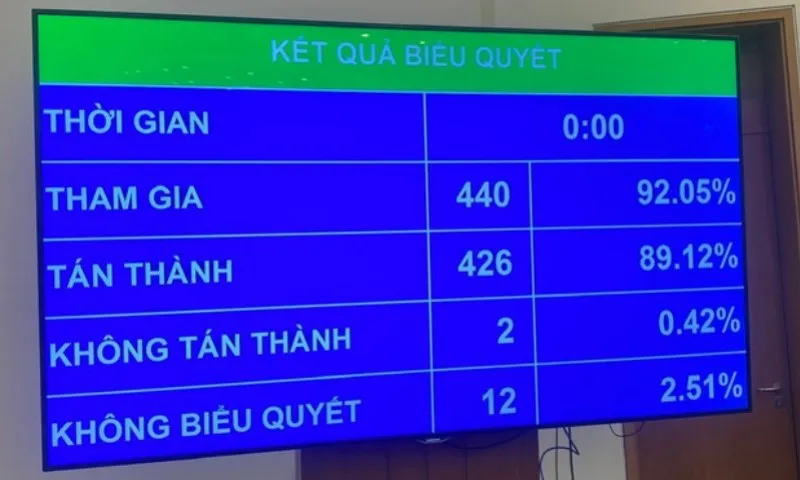 KẾT QUẢ BIỂU QUYẾT
THỜI GIAN 0:00
THAM GIA 440 92.05%
TÁN THÀNH 426 89.12%
KHÔNG TÁN THÀNH 2 0.42%
KHÔNG BIỂU QUYẾT 12 2.51%